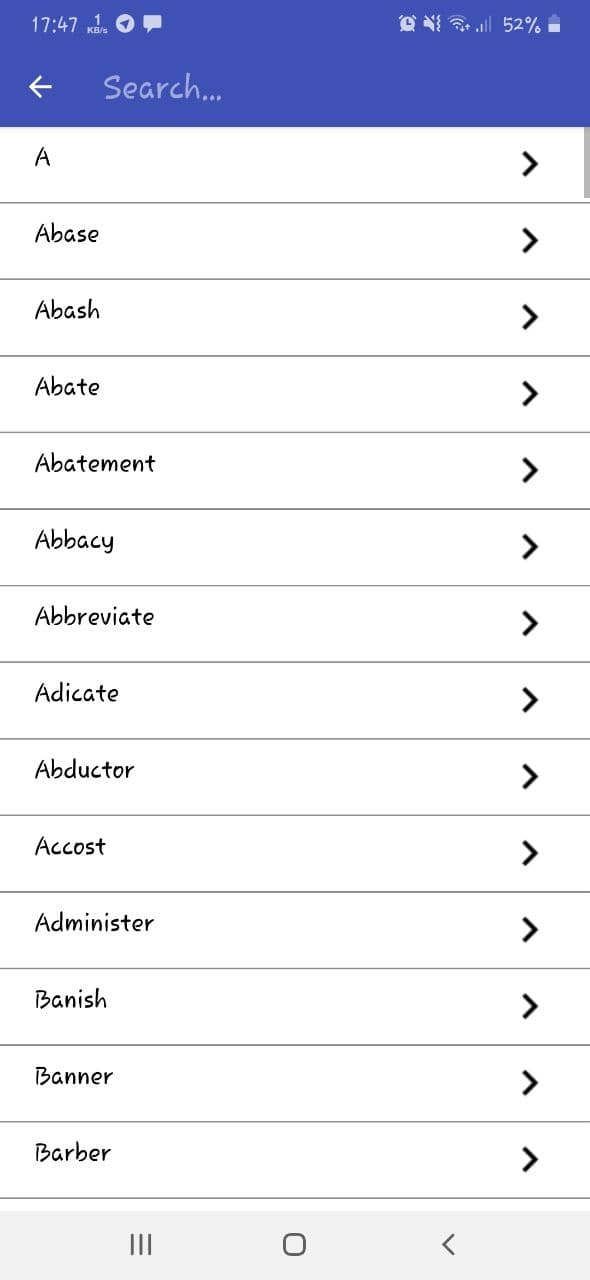 17:47 1 KB/s 52%
Search...
A
Abase
Abash
Abate
Abatement
Abbacy
Abbreviate
Adicate
Abductor
Accost
Administer
Banish
Banner
Barber